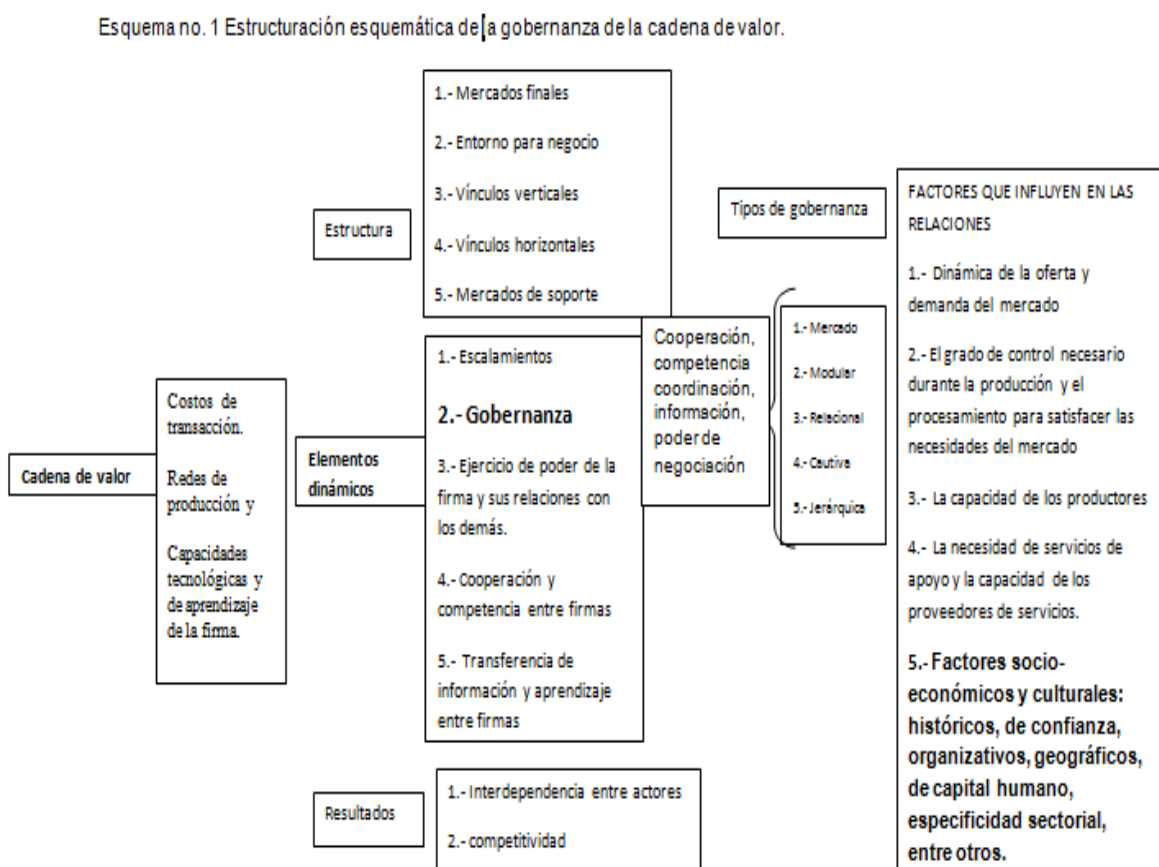 Esquema no. 1 Estructuración esquemática de la gobernanza de la cadena de valor.
Cadena de valor
Costos de
transacción.
Redes de
producción y
Capacidades
tecnológicas y
de aprendizaje
de la firma.
Estructura
1.- Mercados finales
2.- Entorno para negocio
3.- Vínculos verticales
4.- Vínculos horizontales
5.- Mercados de soporte
Elementos
dinámicos
1.- Escalamientos
2.- Gobernanza
3.- Ejercicio de poder de la
firma y sus relaciones con
los demás.
4.- Cooperación y
competencia entre firmas
5.- Transferencia de
información y aprendizaje
entre firmas
Resultados
1.- Interdependencia entre actores
2.- competitividad
Cooperación,
competencia
coordinación,
información,
poder de
negociación
Tipos de gobernanza
1.- Mercado
2.- Modular
3.- Relacional
4.- Cautiva
5.- Jerárquica
FACTORES QUE INFLUYEN EN LAS
RELACIONES
1.- Dinámica de la oferta y
demanda del mercado
2.- El grado de control necesario
durante la producción y el
procesamiento para satisfacer las
necesidades del mercado
3.- La capacidad de los productores
4.- La necesidad de servicios de
apoyo y la capacidad de los
proveedores de servicios.
5.- Factores socio-
económicos y culturales:
históricos, de confianza,
organizativos, geográficos,
de capital humano,
especificidad sectorial,
entre otros.